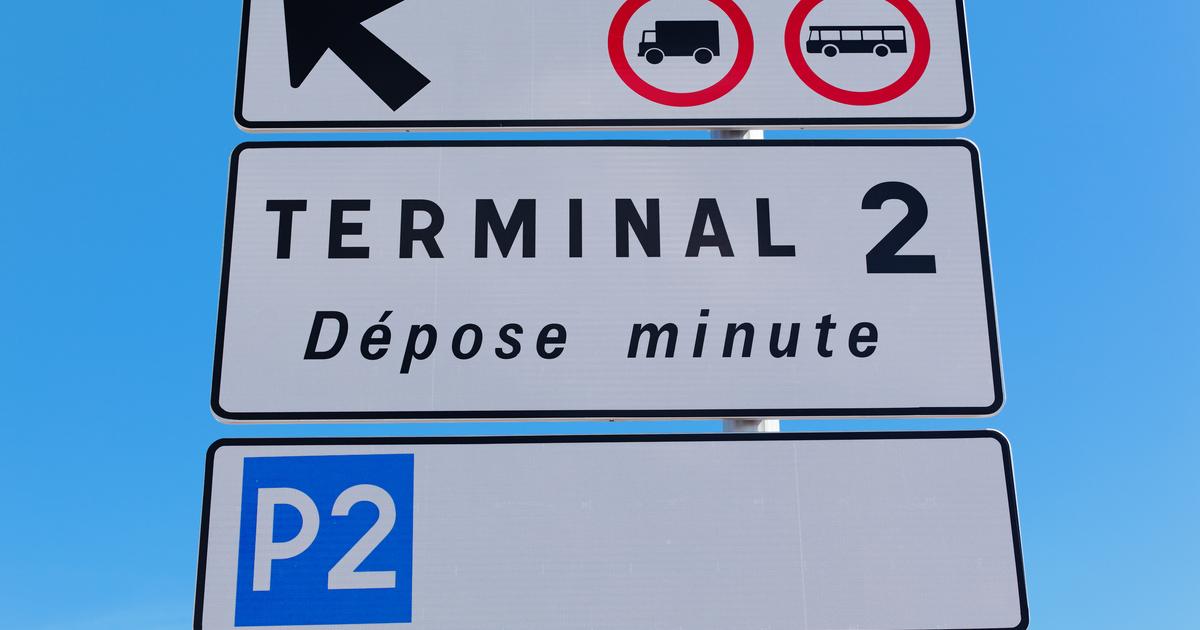 TERMINAL 2
Dépose minute
P2